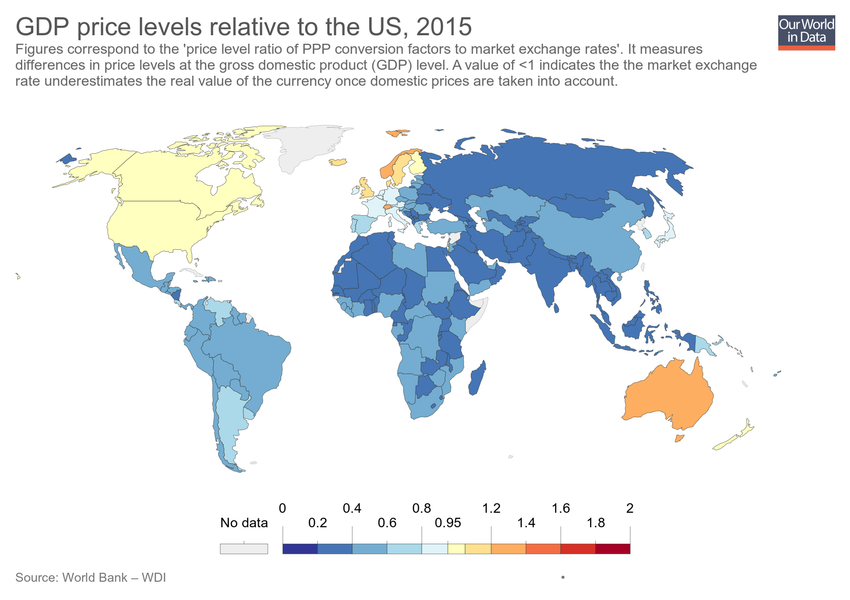 GDP price levels relative to the US, 2015
Our World
in Data
Figures correspond to the 'price level ratio of PPP conversion factors to market exchange rates'. It measures
differences in price levels at the gross domestic product (GDP) level. A value of <1 indicates the the market exchange
rate underestimates the real value of the currency once domestic prices are taken into account.
0 0.4 0.8 1.2 1.6 2
No data 0.2 0.6 0.95 1.4 1.8
Source: World Bank – WDI